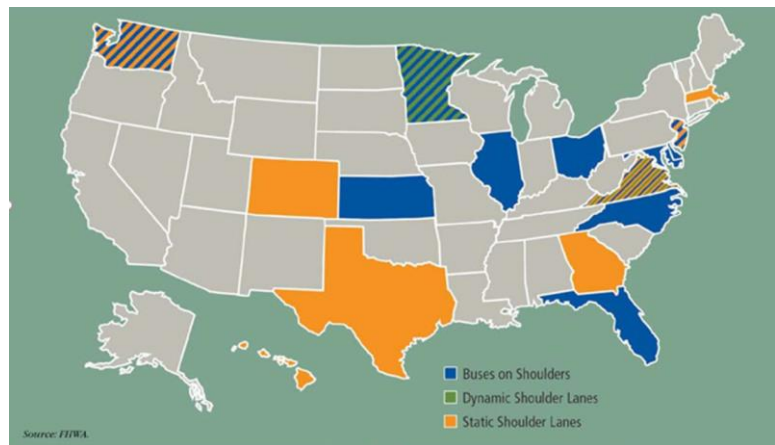 Buses on Shoulders
Dynamic Shoulder Lanes
Static Shoulder Lanes
Source: FHWA.